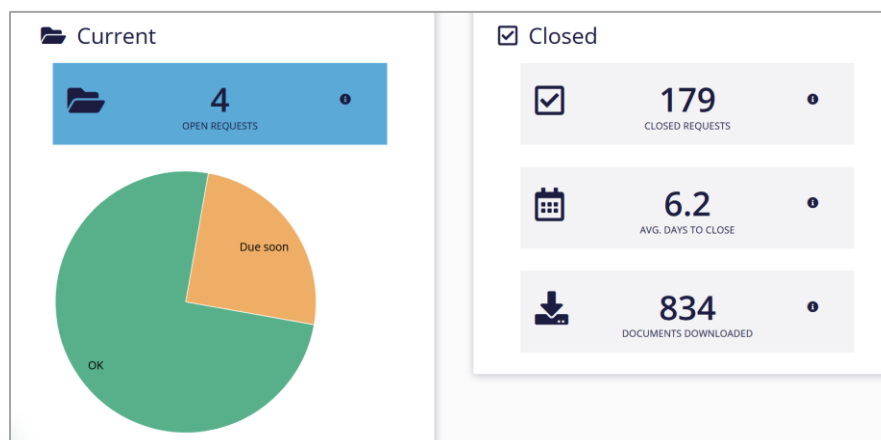 Current
4
OPEN REQUESTS
Due soon
OK
Closed
179
CLOSED REQUESTS
6.2
AVG. DAYS TO CLOSE
834
DOCUMENTS DOWNLOADED